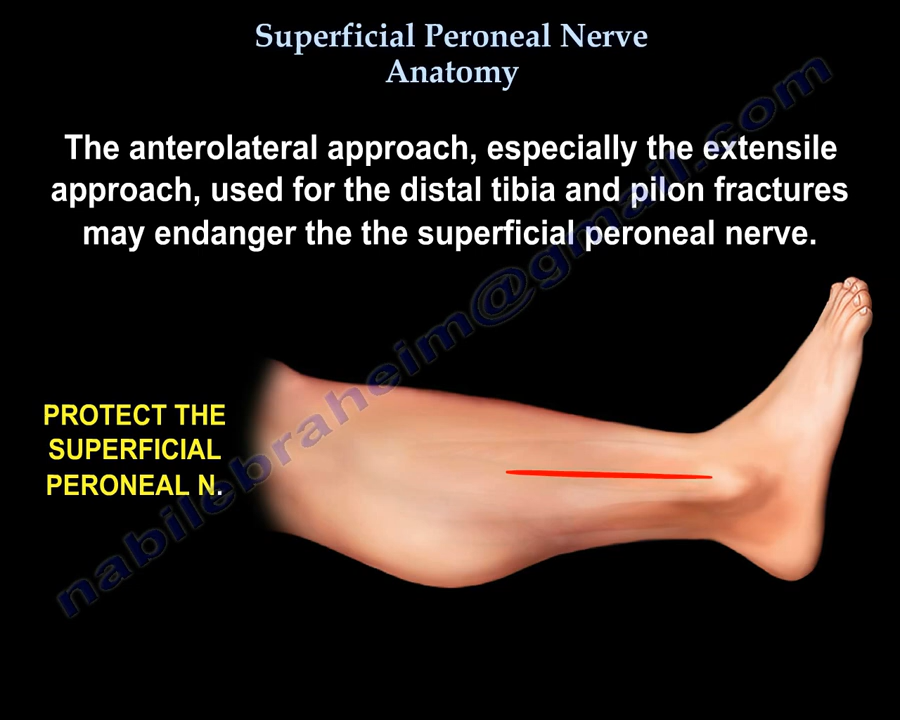 Superficial Peroneal Nerve
Anatomy
The anterolateral approach, especially the extensile
approach, used for the distal tibia and pilon fractures
may endanger the the superficial peroneal nerve.
PROTECT THE
SUPERFICIAL
PERONEAL N.
nabilebraheim@gmail.com